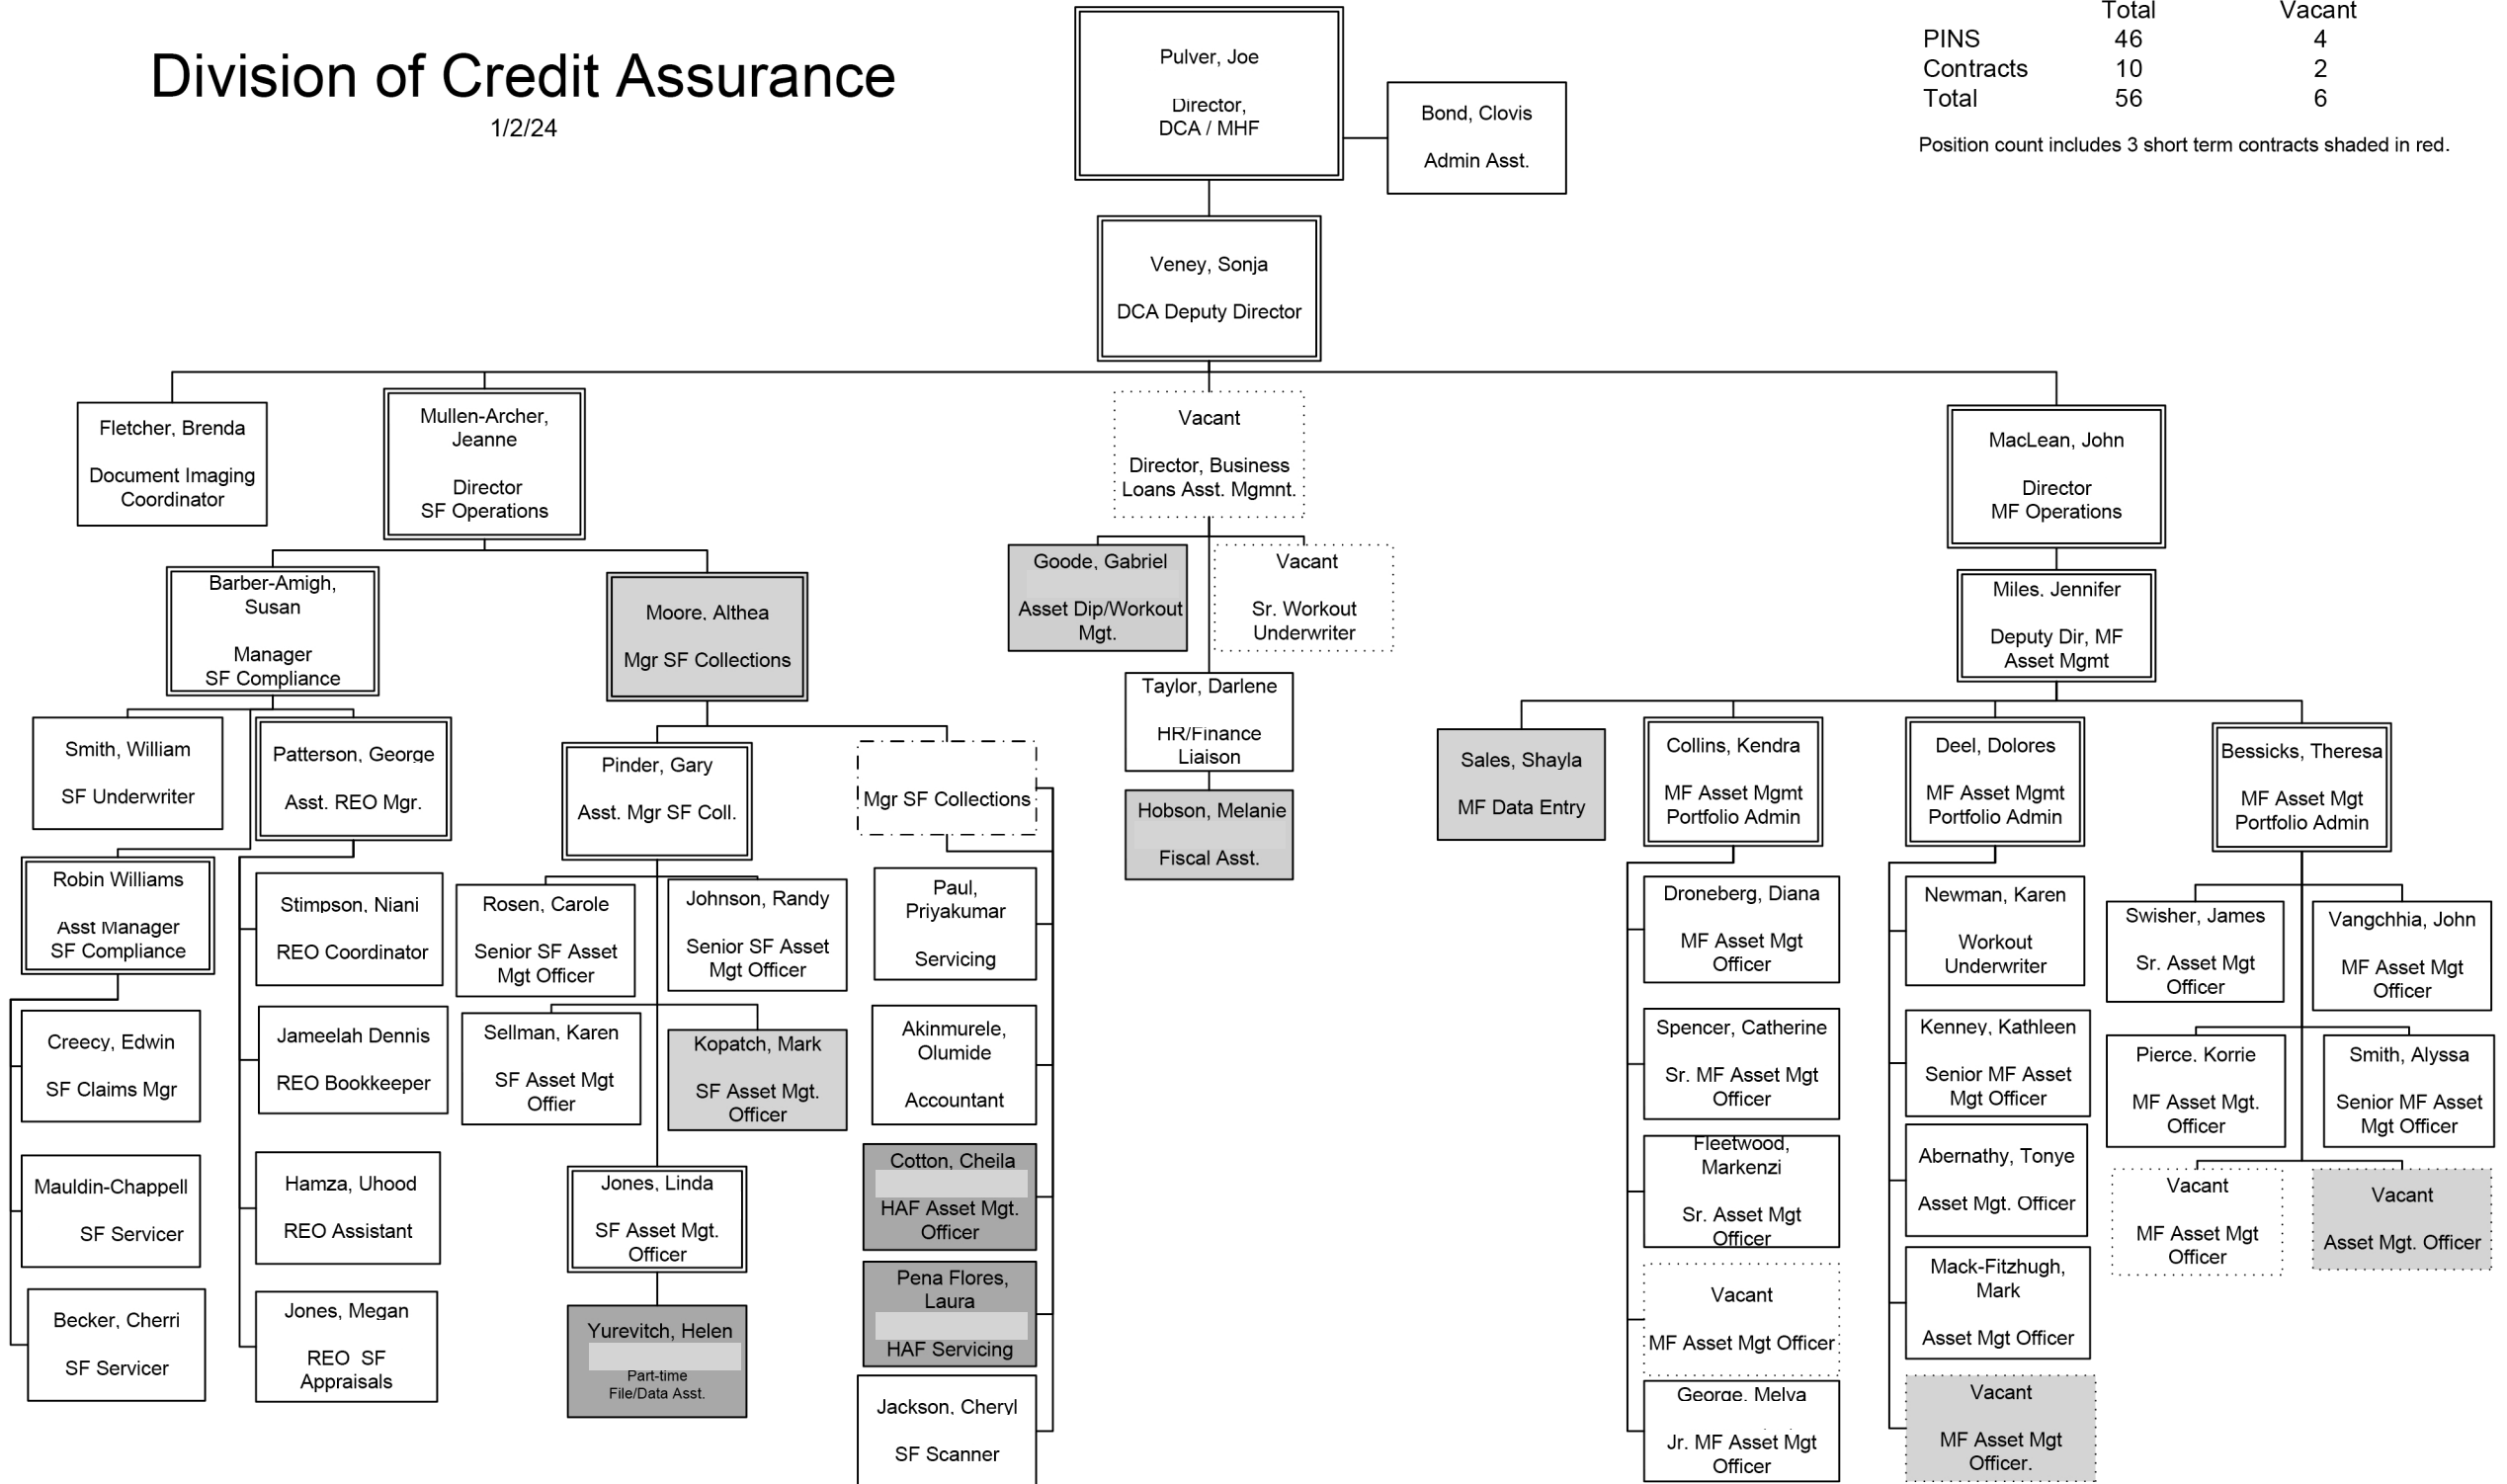 Division of Credit Assurance
1/2/24
Total Vacant
PINS 46 4
Contracts 10 2
Total 56 6
Position count includes 3 short term contracts shaded in red.
Pulver, Joe
Director,
DCA / MHF
Bond, Clovis
Admin Asst.
Veney, Sonja
DCA Deputy Director
Fletcher, Brenda
Document Imaging
Coordinator
Mullen-Archer,
Jeanne
Director
SF Operations
Vacant
Director, Business
Loans Asst. Mgmnt.
MacLean, John
Director
MF Operations
Barber-Amigh,
Susan
Manager
SF Compliance
Moore, Althea
Mgr SF Collections
Goode, Gabriel
Asset Dip/Workout
Mgt.
Vacant
Sr. Workout
Underwriter
Miles, Jennifer
Deputy Dir, MF
Asset Mgmt
Smith, William
SF Underwriter
Patterson, George
Asst. REO Mgr.
Pinder, Gary
Asst. Mgr SF Coll.
Mgr SF Collections
Taylor, Darlene
HR/Finance
Liaison
Hobson, Melanie
Fiscal Asst.
Sales, Shayla
MF Data Entry
Collins, Kendra
MF Asset Mgmt
Portfolio Admin
Deel, Dolores
MF Asset Mgmt
Portfolio Admin
Bessicks, Theresa
MF Asset Mgt
Portfolio Admin
Robin Williams
Asst Manager
SF Compliance
Stimpson, Niani
REO Coordinator
Rosen, Carole
Senior SF Asset
Mgt Officer
Johnson, Randy
Senior SF Asset
Mgt Officer
Paul,
Priyakumar
Servicing
Droneberg, Diana
MF Asset Mgt
Officer
Newman, Karen
Workout
Underwriter
Swisher, James
Sr. Asset Mgt
Officer
Vangchhia, John
MF Asset Mgt
Officer
Creecy, Edwin
SF Claims Mgr
Jameelah Dennis
REO Bookkeeper
Sellman, Karen
SF Asset Mgt
Offier
Kopatch, Mark
SF Asset Mgt.
Officer
Akinmurele,
Olumide
Accountant
Spencer, Catherine
Sr. MF Asset Mgt
Officer
Kenney, Kathleen
Senior MF Asset
Mgt Officer
Pierce, Korrie
MF Asset Mgt.
Officer
Smith, Alyssa
Senior MF Asset
Mgt Officer
Mauldin-Chappell
SF Servicer
Hamza, Uhood
REO Assistant
Jones, Linda
SF Asset Mgt.
Officer
Cotton, Cheila
HAF Asset Mgt.
Officer
Fleetwood,
Markenzi
Sr. Asset Mgt
Officer
Abernathy, Tonye
Asset Mgt. Officer
Vacant
MF Asset Mgt
Officer
Vacant
Asset Mgt. Officer
Becker, Cherri
SF Servicer
Jones, Megan
REO SF
Appraisals
Yurevitch, Helen
Part-time
File/Data Asst.
Pena Flores,
Laura
HAF Servicing
Vacant
MF Asset Mgt Officer
Mack-Fitzhugh,
Mark
Asset Mgt Officer
Jackson, Cheryl
SF Scanner
George, Melva
Jr. MF Asset Mgt
Officer
Vacant
MF Asset Mgt
Officer.